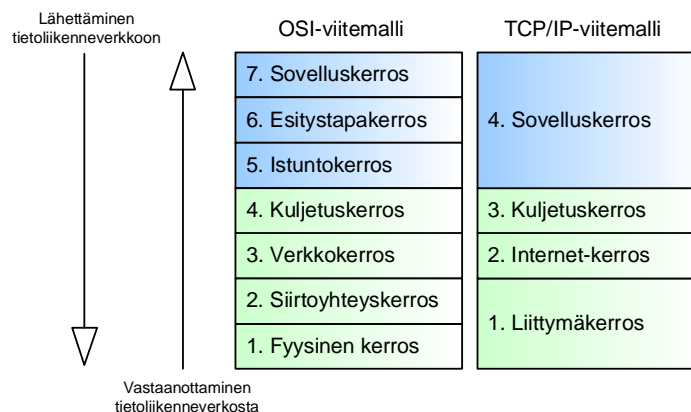 Lähettäminen
tietoliikenneverkkoon
OSI-viitemalli
TCP/IP-viitemalli
7. Sovelluskerros
6. Esitystapakerros
5. Istuntokerros
4. Kuljetuskerros
3. Verkkokerros
2. Siirtoyhteyskerros
1. Fyysinen kerros
4. Sovelluskerros
3. Kuljetuskerros
2. Internet-kerros
1. Liittymäkerros
Vastaanottaminen
tietoliikenneverkosta